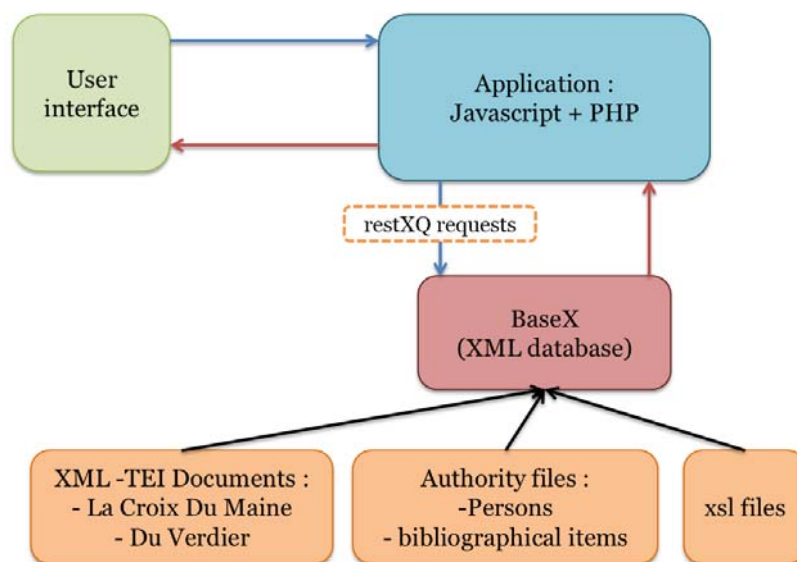 User
interface
Application :
Javascript + PHP
restXQ requests
BaseX
(XML database)
XML -TEI Documents :
- La Croix Du Maine
- Du Verdier
Authority files :
-Persons
- bibliographical items
xsl files